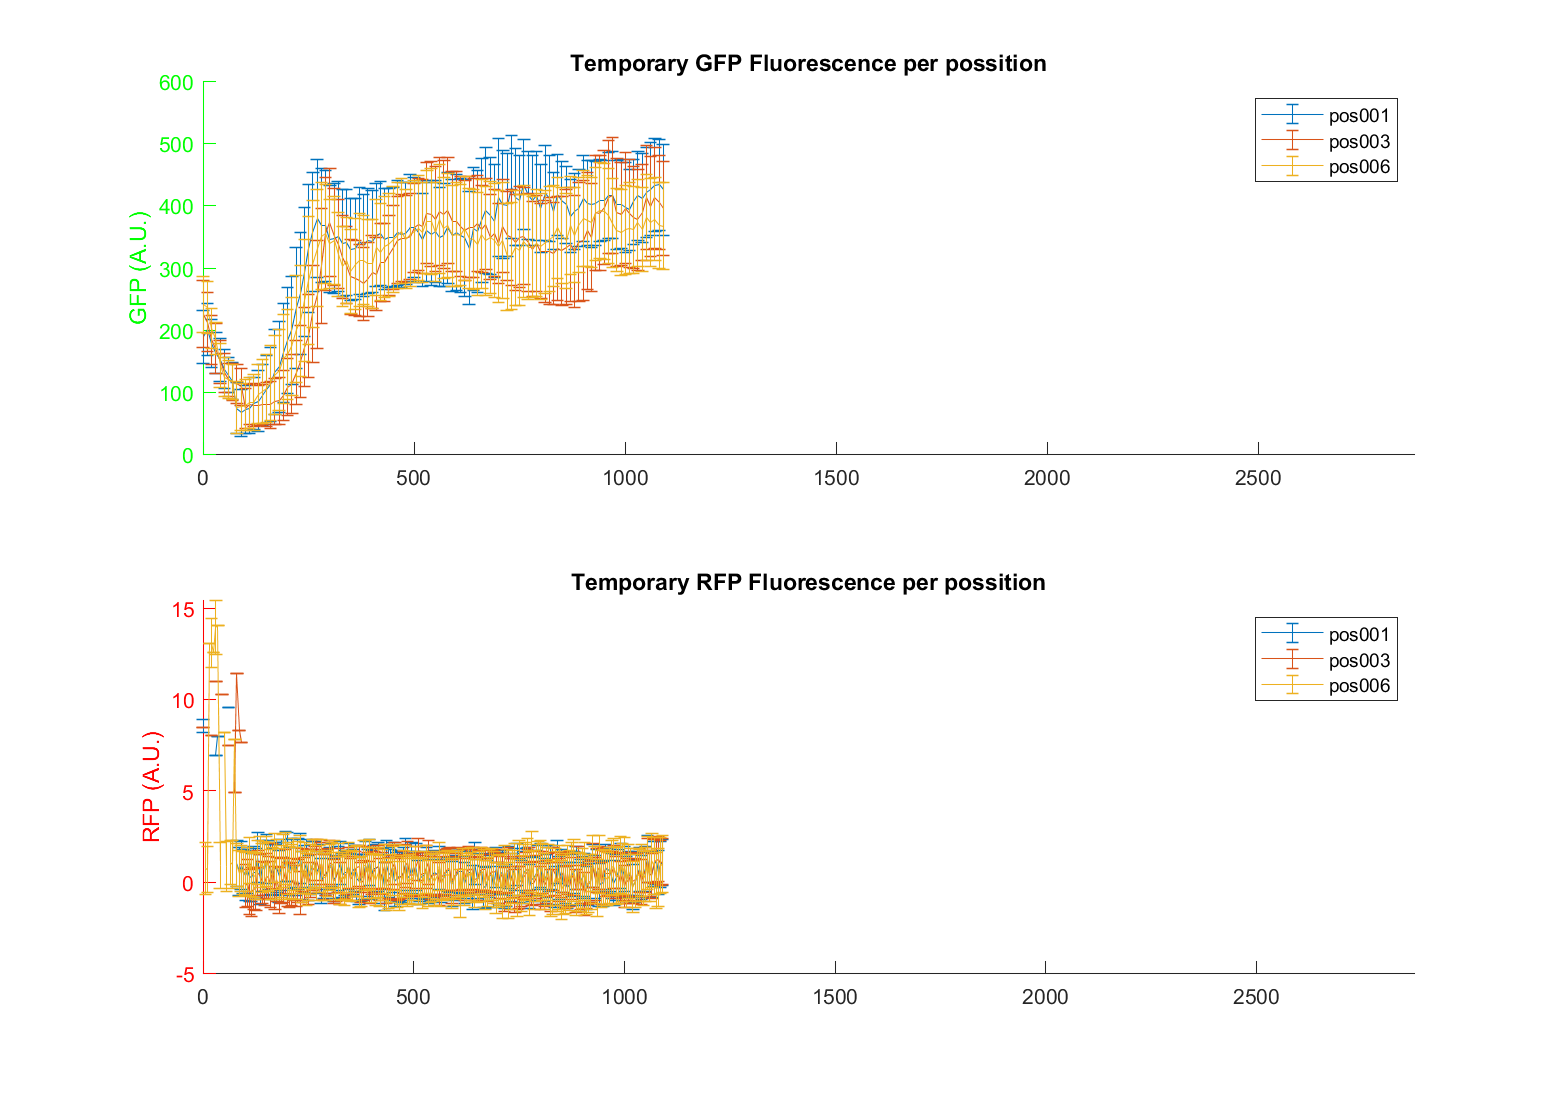 Temporary GFP Fluorescence per possition
GFP (A.U.)
600
500
400
300
200
100
0
0 500 1000 1500 2000 2500
pos001
pos003
pos006
Temporary RFP Fluorescence per possition
RFP (A.U.)
15
10
5
0
-5
0 500 1000 1500 2000 2500
pos001
pos003
pos006